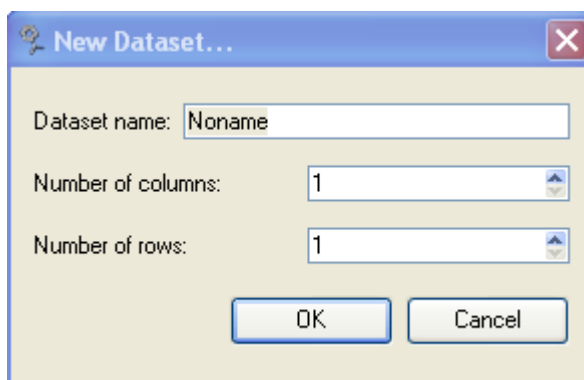 New Dataset...
Dataset name: Noname
Number of columns: 1
Number of rows: 1
OK Cancel